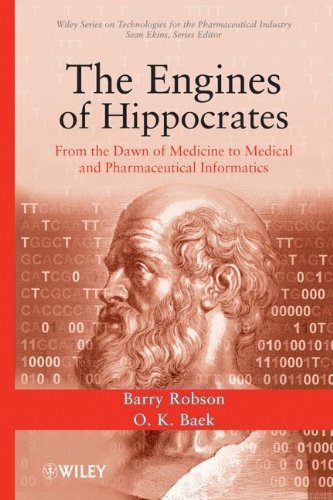 Wiley Series on Technologies for the Pharmaceutical Industry
Sean Ekins, Series Editor
The Engines
of Hippocrates
From the Dawn of Medicine to Medical
and Pharmaceutical Informatics
Barry Robson
O. K. Baek
WILEY